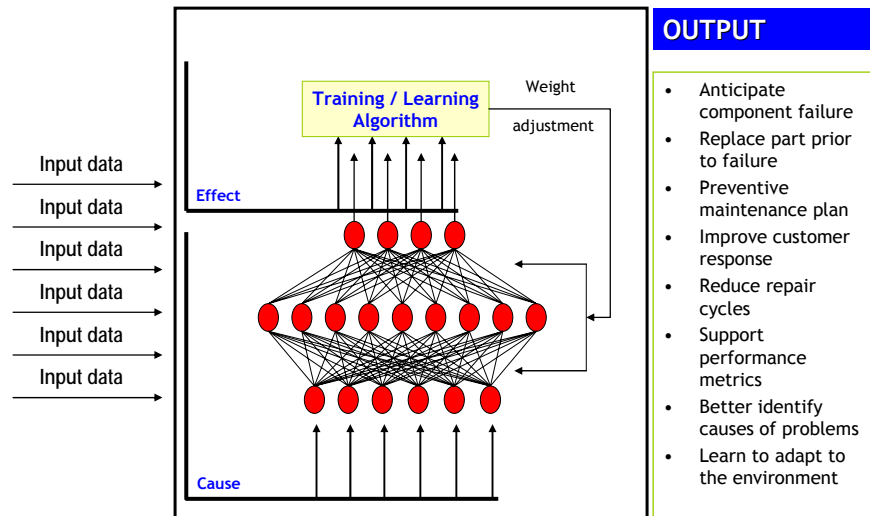 Input data
Input data
Input data
Input data
Input data
Input data
Training / Learning
Algorithm
Weight
adjustment
Effect
Cause
OUTPUT
• Anticipate
component failure
• Replace part prior
to failure
• Preventive
maintenance plan
• Improve customer
response
• Reduce repair
cycles
• Support
performance
metrics
• Better identify
causes of problems
• Learn to adapt to
the environment